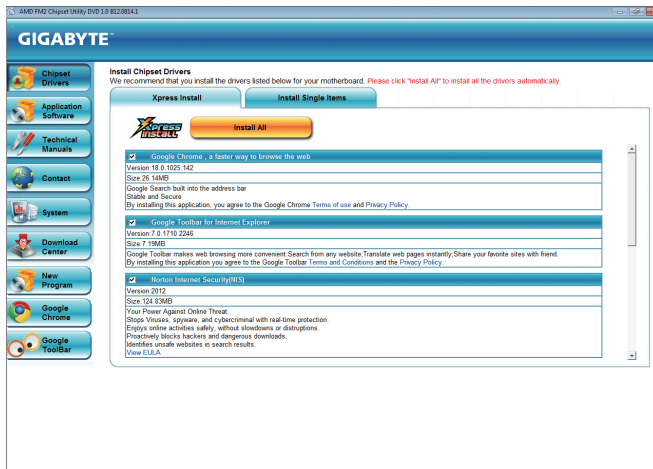 AMD FM2 Chipset Utility DVD 1.0 B12.0814.1
GIGABYTE™
Chipset
Drivers
Application
Software
Technical
Manuals
Contact
System
Download
Center
New
Program
Google
Chrome
Google
ToolBar
Install Chipset Drivers
We recommend that you install the drivers listed below for your motherboard. Please click "Install All" to install all the drivers automatically.
Xpress Install
Install Single Items
Xpress
Install
Install All
Google Chrome , a faster way to browse the web
Version:18.0.1025.142
Size:26.14MB
Google Search built into the address bar
Stable and Secure
By installing this application, you agree to the Google Chrome Terms of use and Privacy Policy.
Google Toolbar for Internet Explorer
Version:7.0.1710.2246
Size:7.19MB
Google Toolbar makes web browsing more convenient;Search from any website;Translate web pages instantly;Share your favorite sites with friend.
By installing this application you agree to the Google Toolbar Terms and Conditions and the Privacy Policy.
Norton Internet Security(NIS)
Version:2012
Size:124.83MB
Your Power Against Online Threat.
Stops Viruses, spyware, and cybercriminal with real-time protection.
Enjoys online activities safely, without slowdowns or distruptions.
Proactively blocks hackers and dangerous downloads.
Identifies unsafe websites in search results.
View EULA